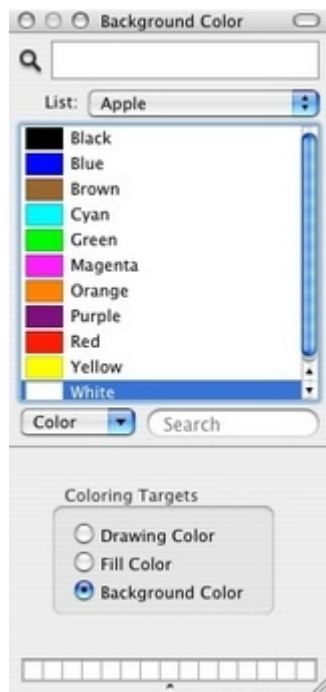 Background Color
List: Apple
Black
Blue
Brown
Cyan
Green
Magenta
Orange
Purple
Red
Yellow
White
Color Search
Coloring Targets
Drawing Color
Fill Color
Background Color